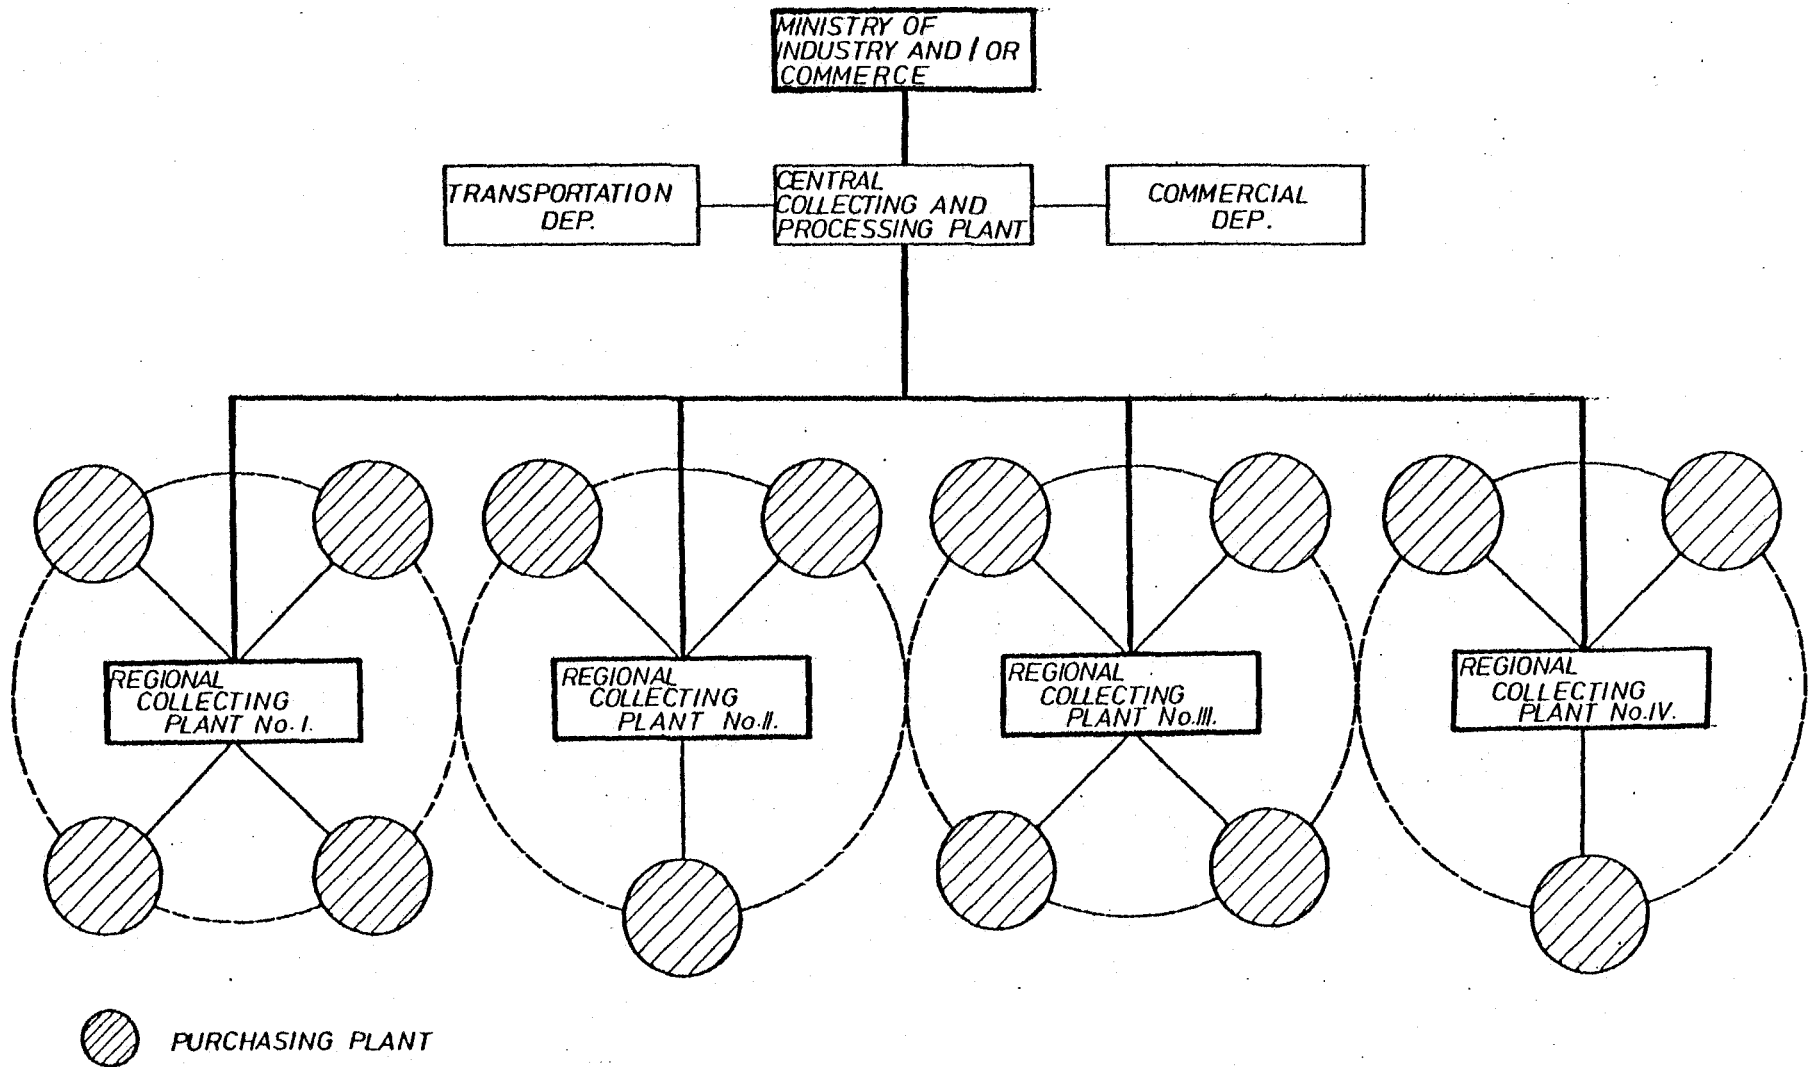 MINISTRY OF
INDUSTRY AND/OR
COMMERCE
TRANSPORTATION
DEP.
CENTRAL
COLLECTING AND
PROCESSING PLANT
COMMERCIAL
DEP.
REGIONAL
COLLECTING
PLANT No. I.
REGIONAL
COLLECTING
PLANT No. II.
REGIONAL
COLLECTING
PLANT No. III.
REGIONAL
COLLECTING
PLANT No. IV.
PURCHASING PLANT